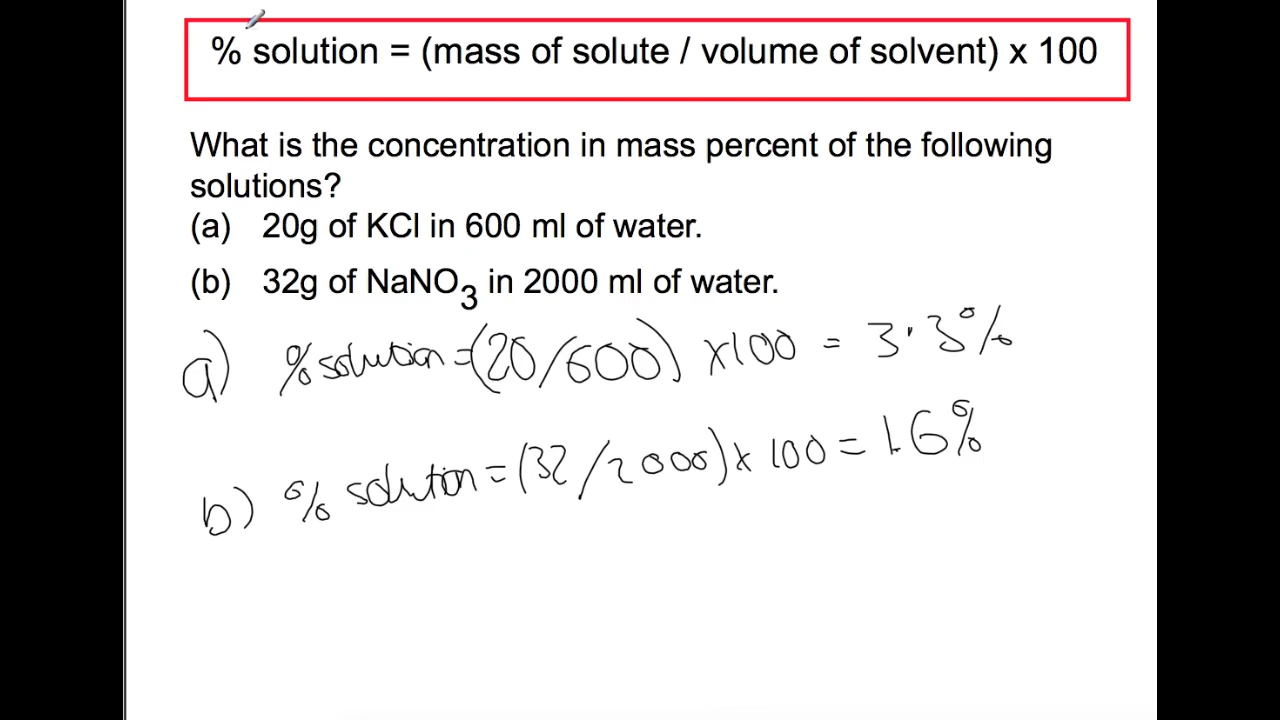 % solution = (mass of solute / volume of solvent) x 100
What is the concentration in mass percent of the following
solutions?
(a) 20g of KCl in 600 ml of water.
(b) 32g of NaNO3 in 2000 ml of water.
a) % solution = (20/600) x 100 = 3.3%
b) % solution = (32/2000) x 100 = 1.6%